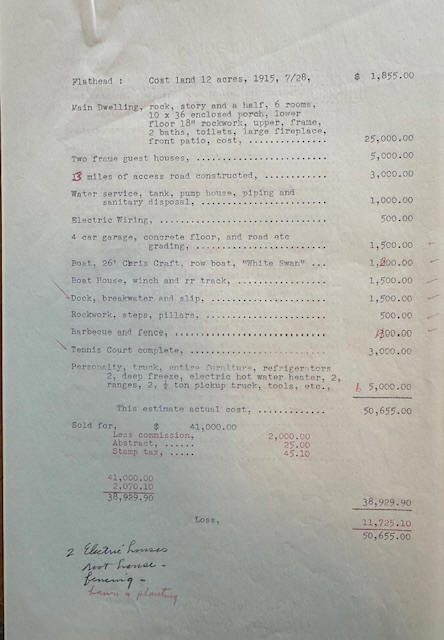 Flathead : Cost land 12 acres, 1915, 7/28, $ 1,855.00
Main Dwelling, rock, story and a half, 6 rooms,
10 x 36 enclosed porch, lower
floor 18" rockwork, upper, frame,
2 baths, toilets, large fireplace,
front patio, cost, .............. 25,000.00
Two frame guest houses, ........................ 5,000.00
3 miles of access road constructed, ............ 3,000.00
Water service, tank, pump house, piping and
sanitary disposal, ....................... 1,000.00
Electric Wiring, ............................... 500.00
4 car garage, concrete floor, and road etc
grading, ......................... 1,500.00
Boat, 26' Chris Craft, row boat, "White Swan" ... 1,200.00
Boat House, winch and rr track, ................ 1,500.00
Dock, breakwater and slip, ..................... 1,500.00
Rockwork, steps, pillars, ...................... 500.00
Barbecue and fence, ............................ 300.00
Tennis Court complete, ......................... 3,000.00
Personalty, truck, entire furniture, refrigerators
2, deep freeze, electric hot water heater, 2,
ranges, 2, ½ ton pickup truck, tools, etc., 5,000.00
This estimate actual cost, ............ 50,655.00
Sold for, $ 41,000.00
Less commission, 2,000.00
Abstract, ..... 25.00
Stamp tax, ..... 45.10
41,000.00
2,070.10
38,929.90 38,929.90
Loss, 11,725.10
50,655.00
2 Electric houses
root house -
fencing -
Lawn & planting